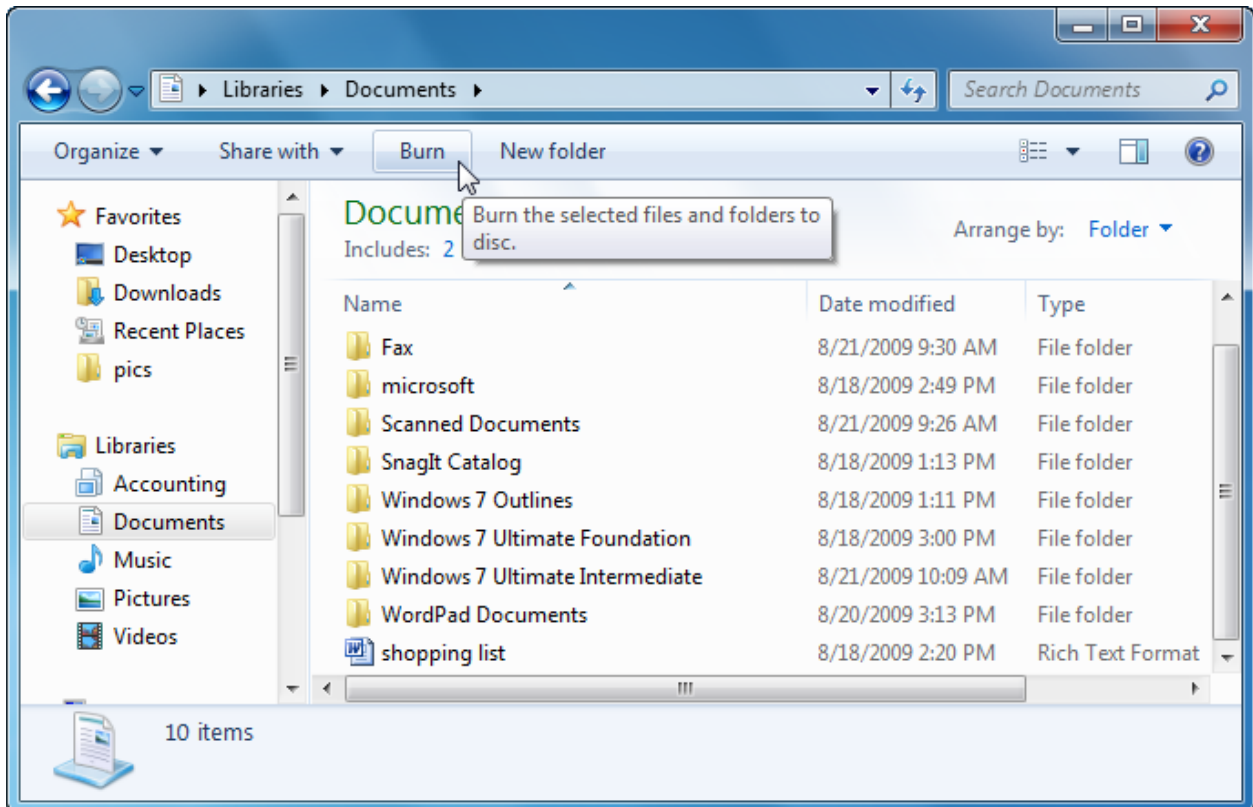 Libraries Documents Search Documents
Organize Share with Burn New folder
Favorites
Desktop
Downloads
Recent Places
pics
Libraries
Accounting
Documents
Music
Pictures
Videos
Docume
Burn the selected files and folders to
disc.
Includes: 2
Arrange by: Folder
Name Date modified Type
Fax 8/21/2009 9:30 AM File folder
microsoft 8/18/2009 2:49 PM File folder
Scanned Documents 8/21/2009 9:26 AM File folder
SnagIt Catalog 8/18/2009 1:13 PM File folder
Windows 7 Outlines 8/18/2009 1:11 PM File folder
Windows 7 Ultimate Foundation 8/18/2009 3:00 PM File folder
Windows 7 Ultimate Intermediate 8/21/2009 10:09 AM File folder
WordPad Documents 8/20/2009 3:13 PM File folder
shopping list 8/18/2009 2:20 PM Rich Text Format
10 items